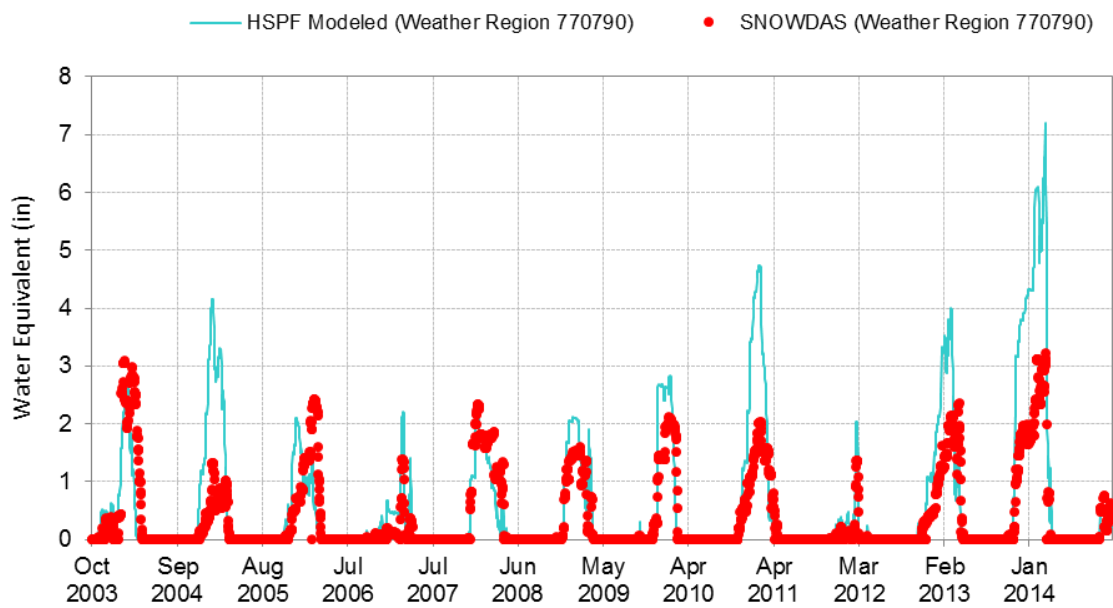 HSPF Modeled (Weather Region 770790) SNOWDAS (Weather Region 770790)
Water Equivalent (in)
8
7
6
5
4
3
2
1
0
Oct Sep Aug Jul Jul Jun May Apr Apr Mar Feb Jan
2003 2004 2005 2006 2007 2008 2009 2010 2011 2012 2013 2014